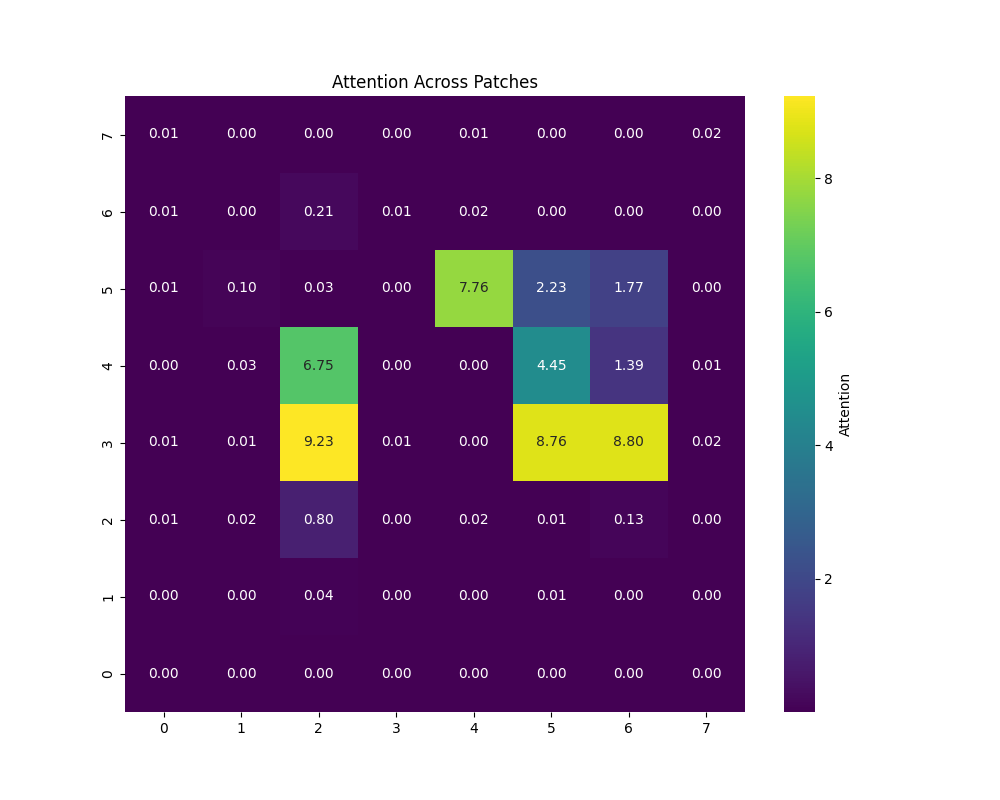 Attention Across Patches
7 0.01 0.00 0.00 0.00 0.01 0.00 0.00 0.02
6 0.01 0.00 0.21 0.01 0.02 0.00 0.00 0.00
5 0.01 0.10 0.03 0.00 7.76 2.23 1.77 0.00
4 0.00 0.03 6.75 0.00 0.00 4.45 1.39 0.01
3 0.01 0.01 9.23 0.01 0.00 8.76 8.80 0.02
2 0.01 0.02 0.80 0.00 0.02 0.01 0.13 0.00
1 0.00 0.00 0.04 0.00 0.00 0.01 0.00 0.00
0 0.00 0.00 0.00 0.00 0.00 0.00 0.00 0.00
0 1 2 3 4 5 6 7
8
6
4
2
Attention